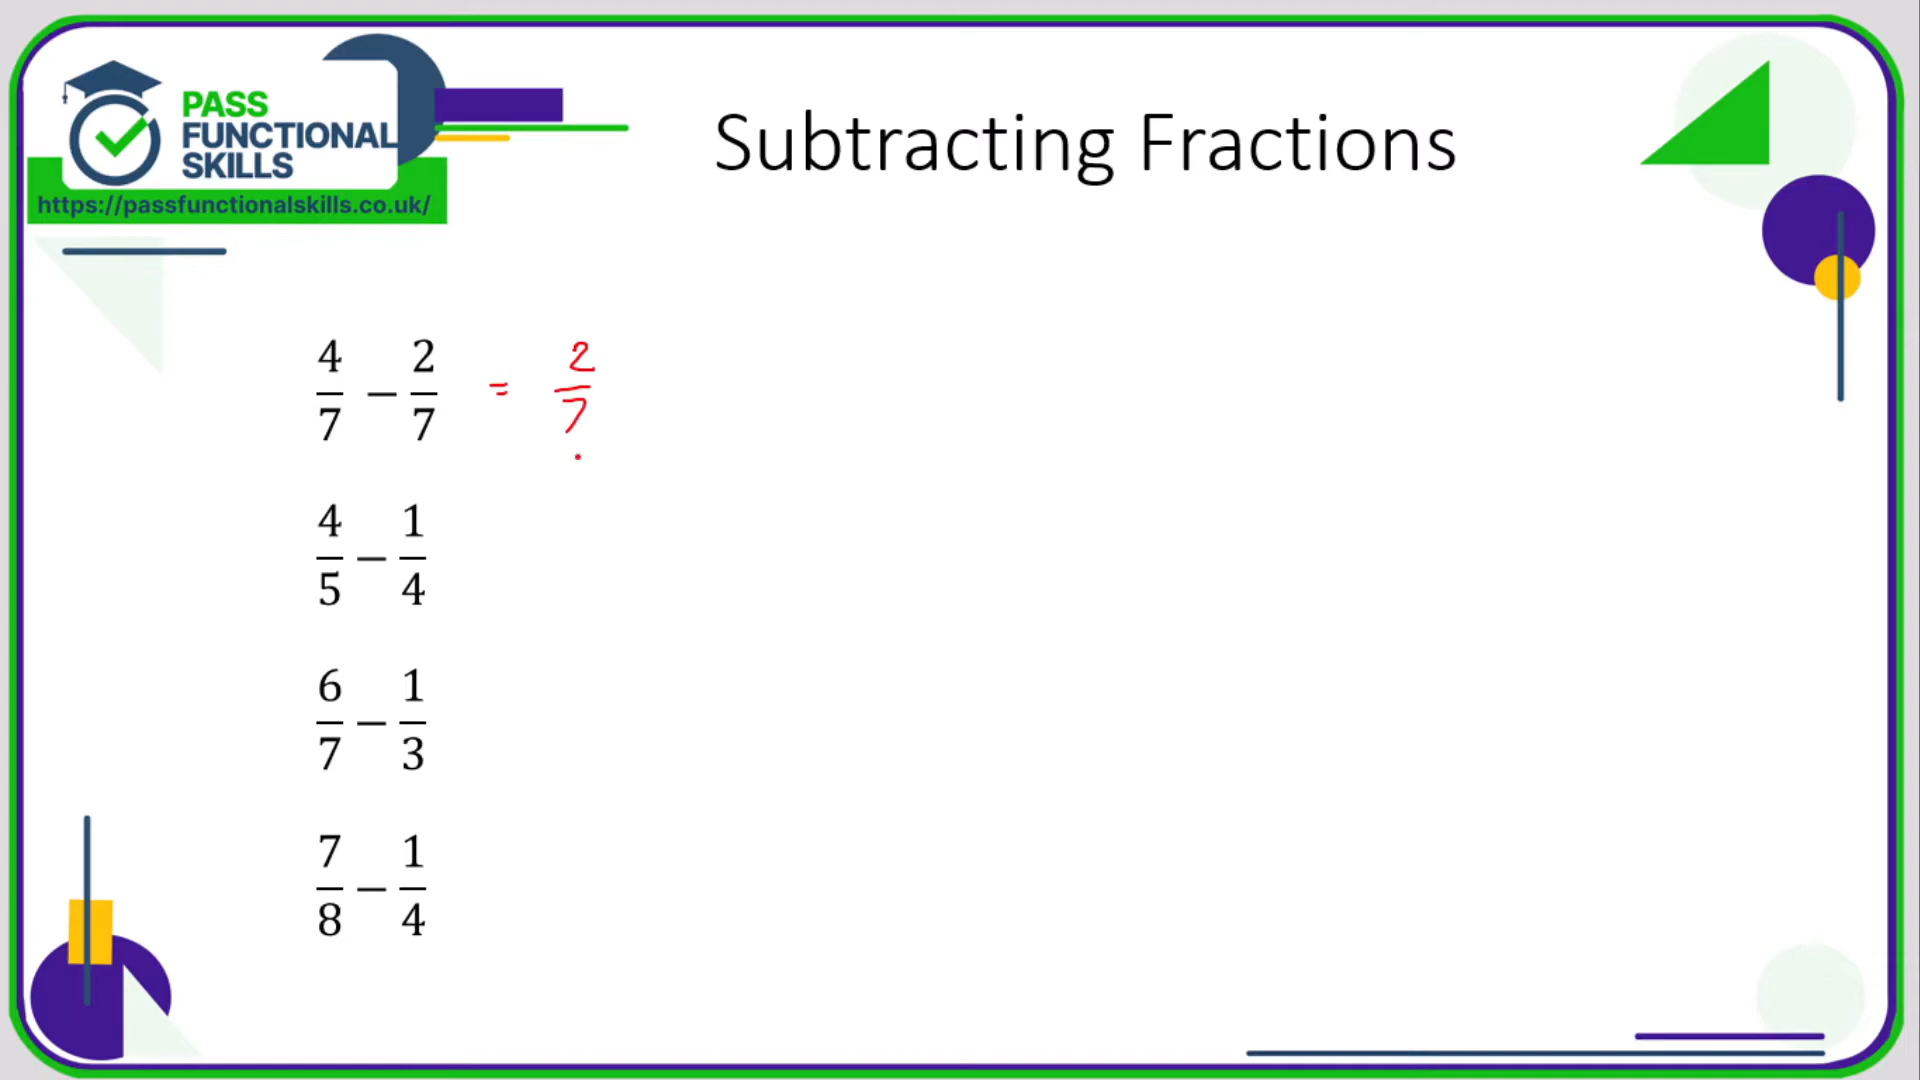 PASS
FUNCTIONAL
SKILLS
https://passfunctionalskills.co.uk/
Subtracting Fractions
4/7 − 2/7 = 2/7
4/5 − 1/4
6/7 − 1/3
7/8 − 1/4